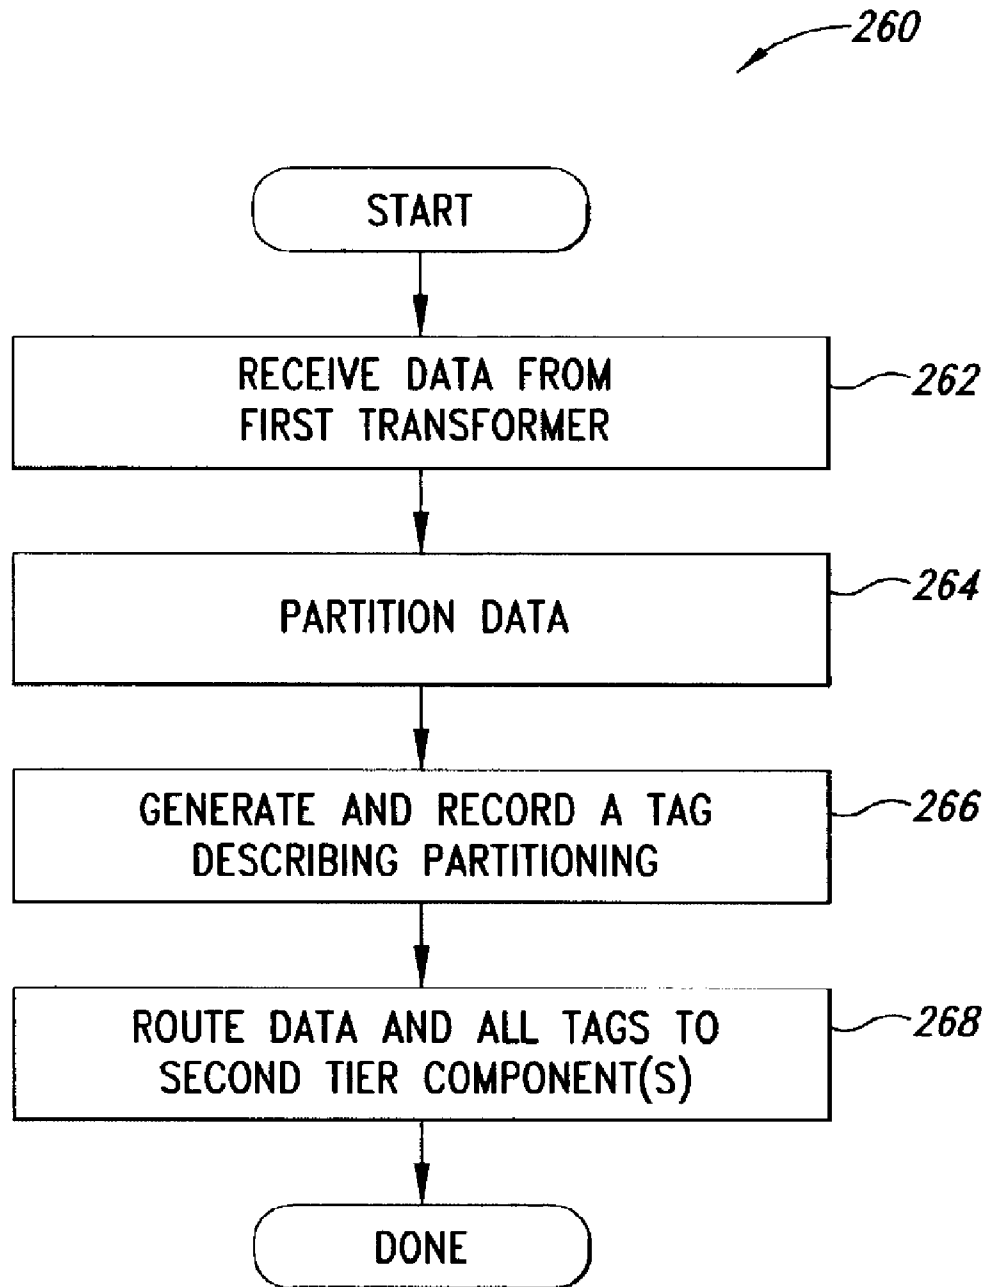 260
START
RECEIVE DATA FROM
FIRST TRANSFORMER
262
PARTITION DATA
264
GENERATE AND RECORD A TAG
DESCRIBING PARTITIONING
266
ROUTE DATA AND ALL TAGS TO
SECOND TIER COMPONENT(S)
268
DONE